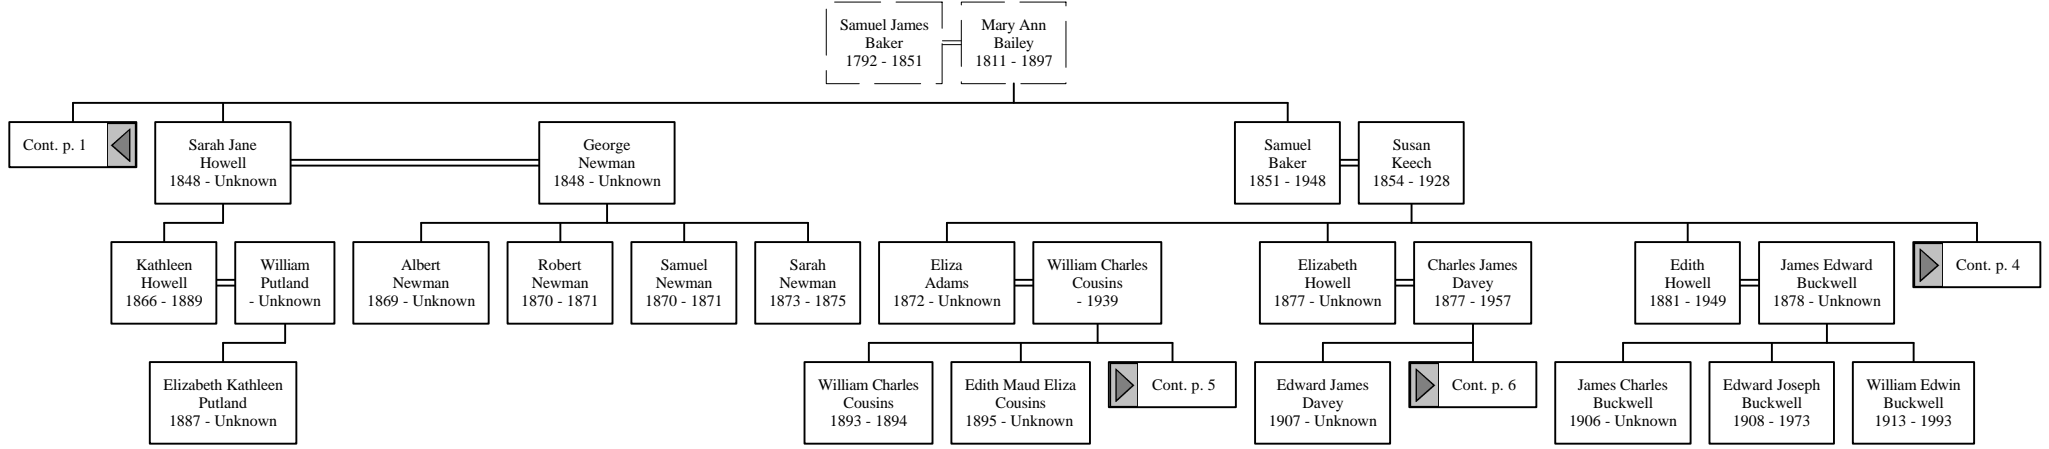 Samuel James
Baker
1792 - 1851
Mary Ann
Bailey
1811 - 1897
Cont. p. 1
Sarah Jane
Howell
1848 - Unknown
George
Newman
1848 - Unknown
Samuel
Baker
1851 - 1948
Susan
Keech
1854 - 1928
Kathleen
Howell
1866 - 1889
William
Putland
- Unknown
Albert
Newman
1869 - Unknown
Robert
Newman
1870 - 1871
Samuel
Newman
1870 - 1871
Sarah
Newman
1873 - 1875
Eliza
Adams
1872 - Unknown
William Charles
Cousins
- 1939
Elizabeth
Howell
1877 - Unknown
Charles James
Davey
1877 - 1957
Edith
Howell
1881 - 1949
James Edward
Buckwell
1878 - Unknown
Cont. p. 4
Elizabeth Kathleen
Putland
1887 - Unknown
William Charles
Cousins
1893 - 1894
Edith Maud Eliza
Cousins
1895 - Unknown
Cont. p. 5
Edward James
Davey
1907 - Unknown
Cont. p. 6
James Charles
Buckwell
1906 - Unknown
Edward Joseph
Buckwell
1908 - 1973
William Edwin
Buckwell
1913 - 1993